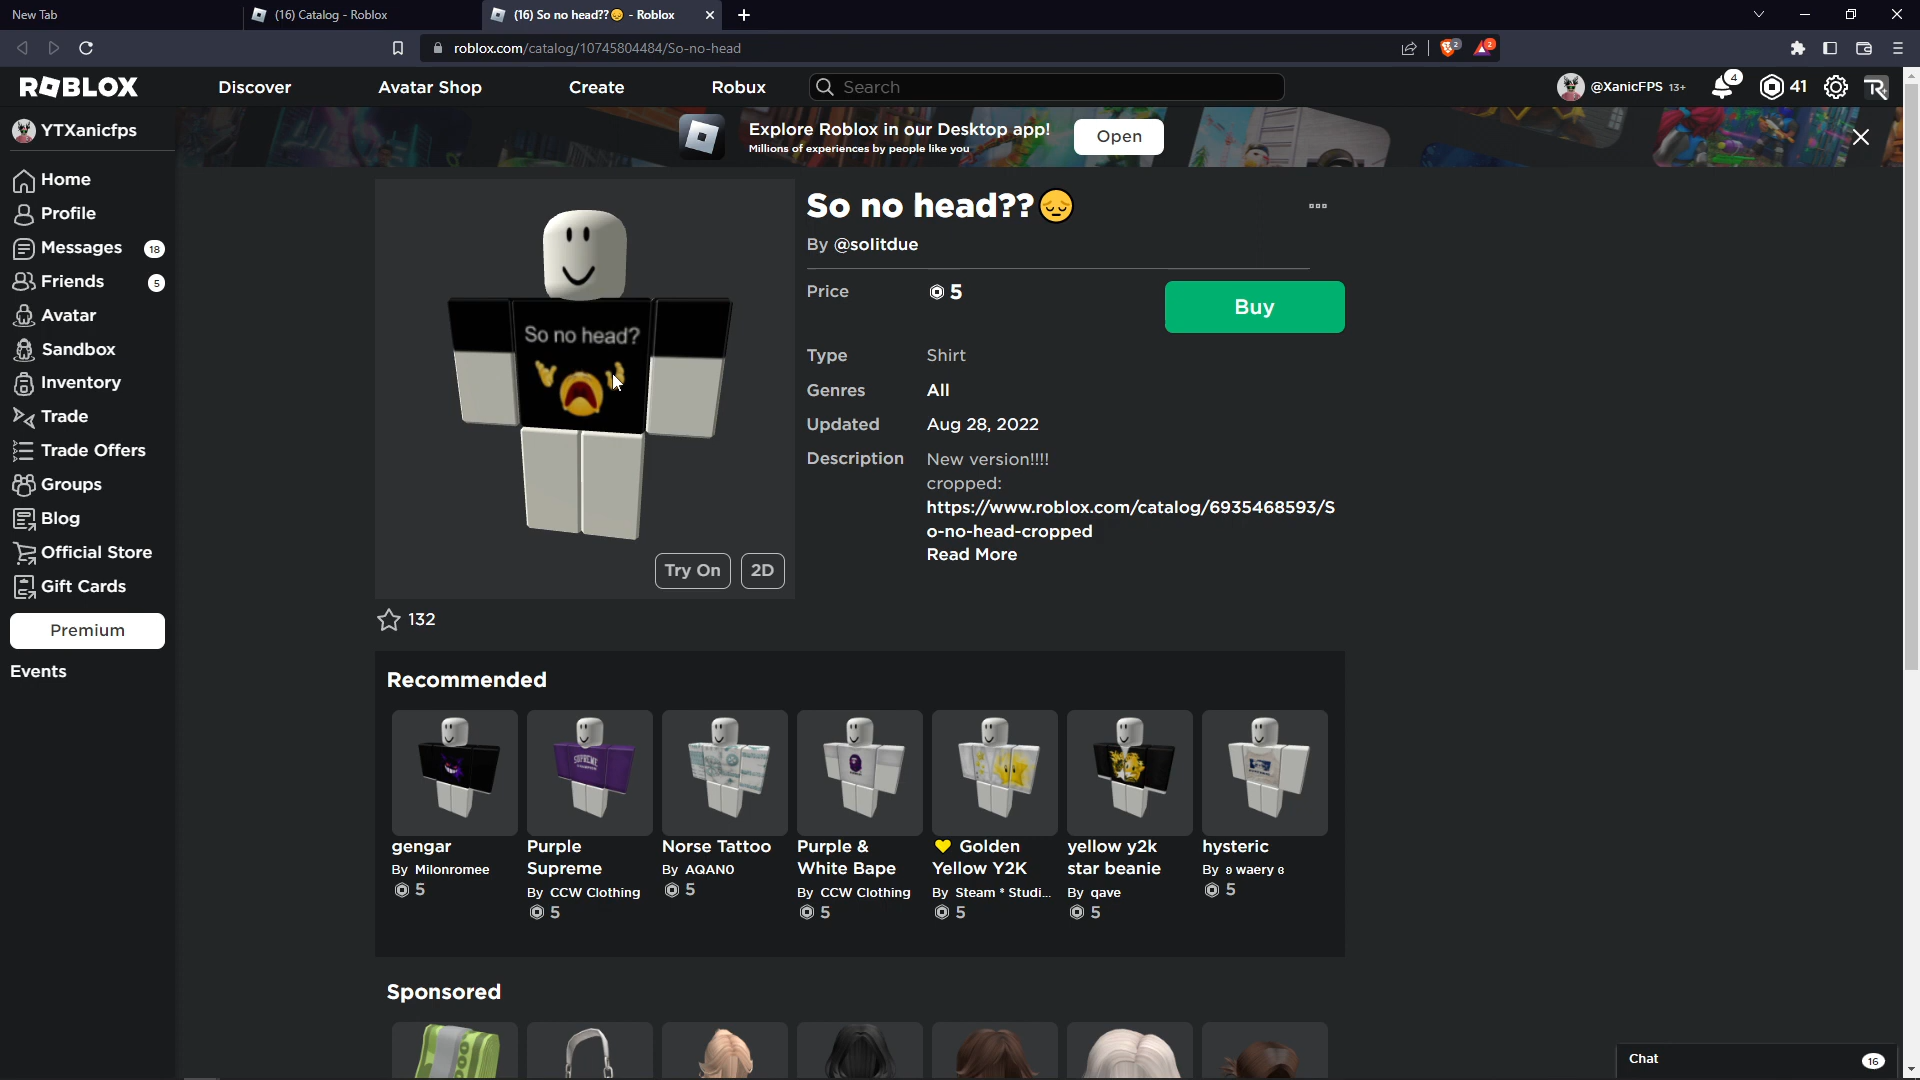 New Tab
(16) Catalog - Roblox
(16) So no head??😔 - Roblox
roblox.com/catalog/10745804484/So-no-head
2
2
ROBLOX
Discover
Avatar Shop
Create
Robux
Search
@XanicFPS 13+
4
41
YTXanicfps
Explore Roblox in our Desktop app!
Millions of experiences by people like you
Open
Home
Profile
Messages 18
Friends 5
Avatar
Sandbox
Inventory
Trade
Trade Offers
Groups
Blog
Official Store
Gift Cards
Premium
Events
So no head?
Try On
2D
132
So no head??😔
By @solitdue
Price 5
Buy
Type Shirt
Genres All
Updated Aug 28, 2022
Description New version!!!!
cropped:
https://www.roblox.com/catalog/6935468593/S
o-no-head-cropped
Read More
Recommended
gengar
By Milonromee
5
Purple
Supreme
By CCW Clothing
5
Norse Tattoo
By AQANO
5
Purple &
White Bape
By CCW Clothing
5
💛 Golden
Yellow Y2K
By Steam * Studi...
5
yellow y2k
star beanie
By qave
5
hysteric
By ɞ waery ɞ
5
Sponsored
Chat
16